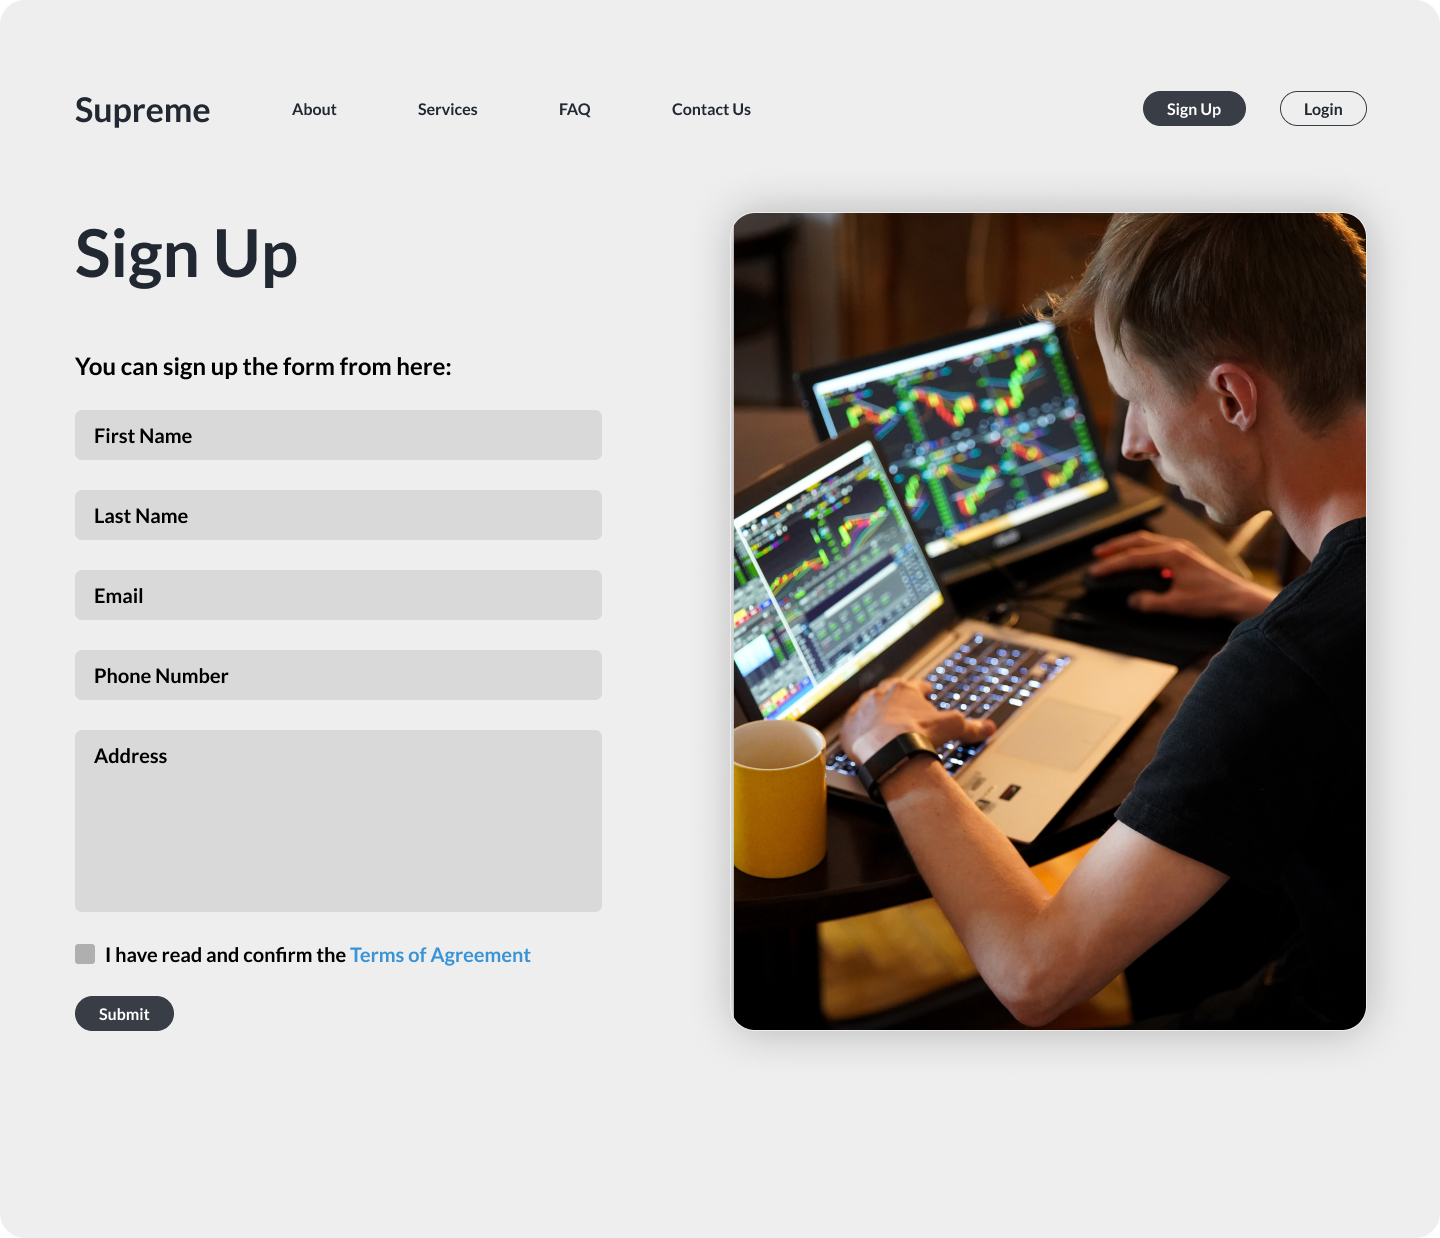 Supreme
About
Services
FAQ
Contact Us
Sign Up
Login
Sign Up
You can sign up the form from here:
First Name
Last Name
Email
Phone Number
Address
I have read and confirm the Terms of Agreement
Submit